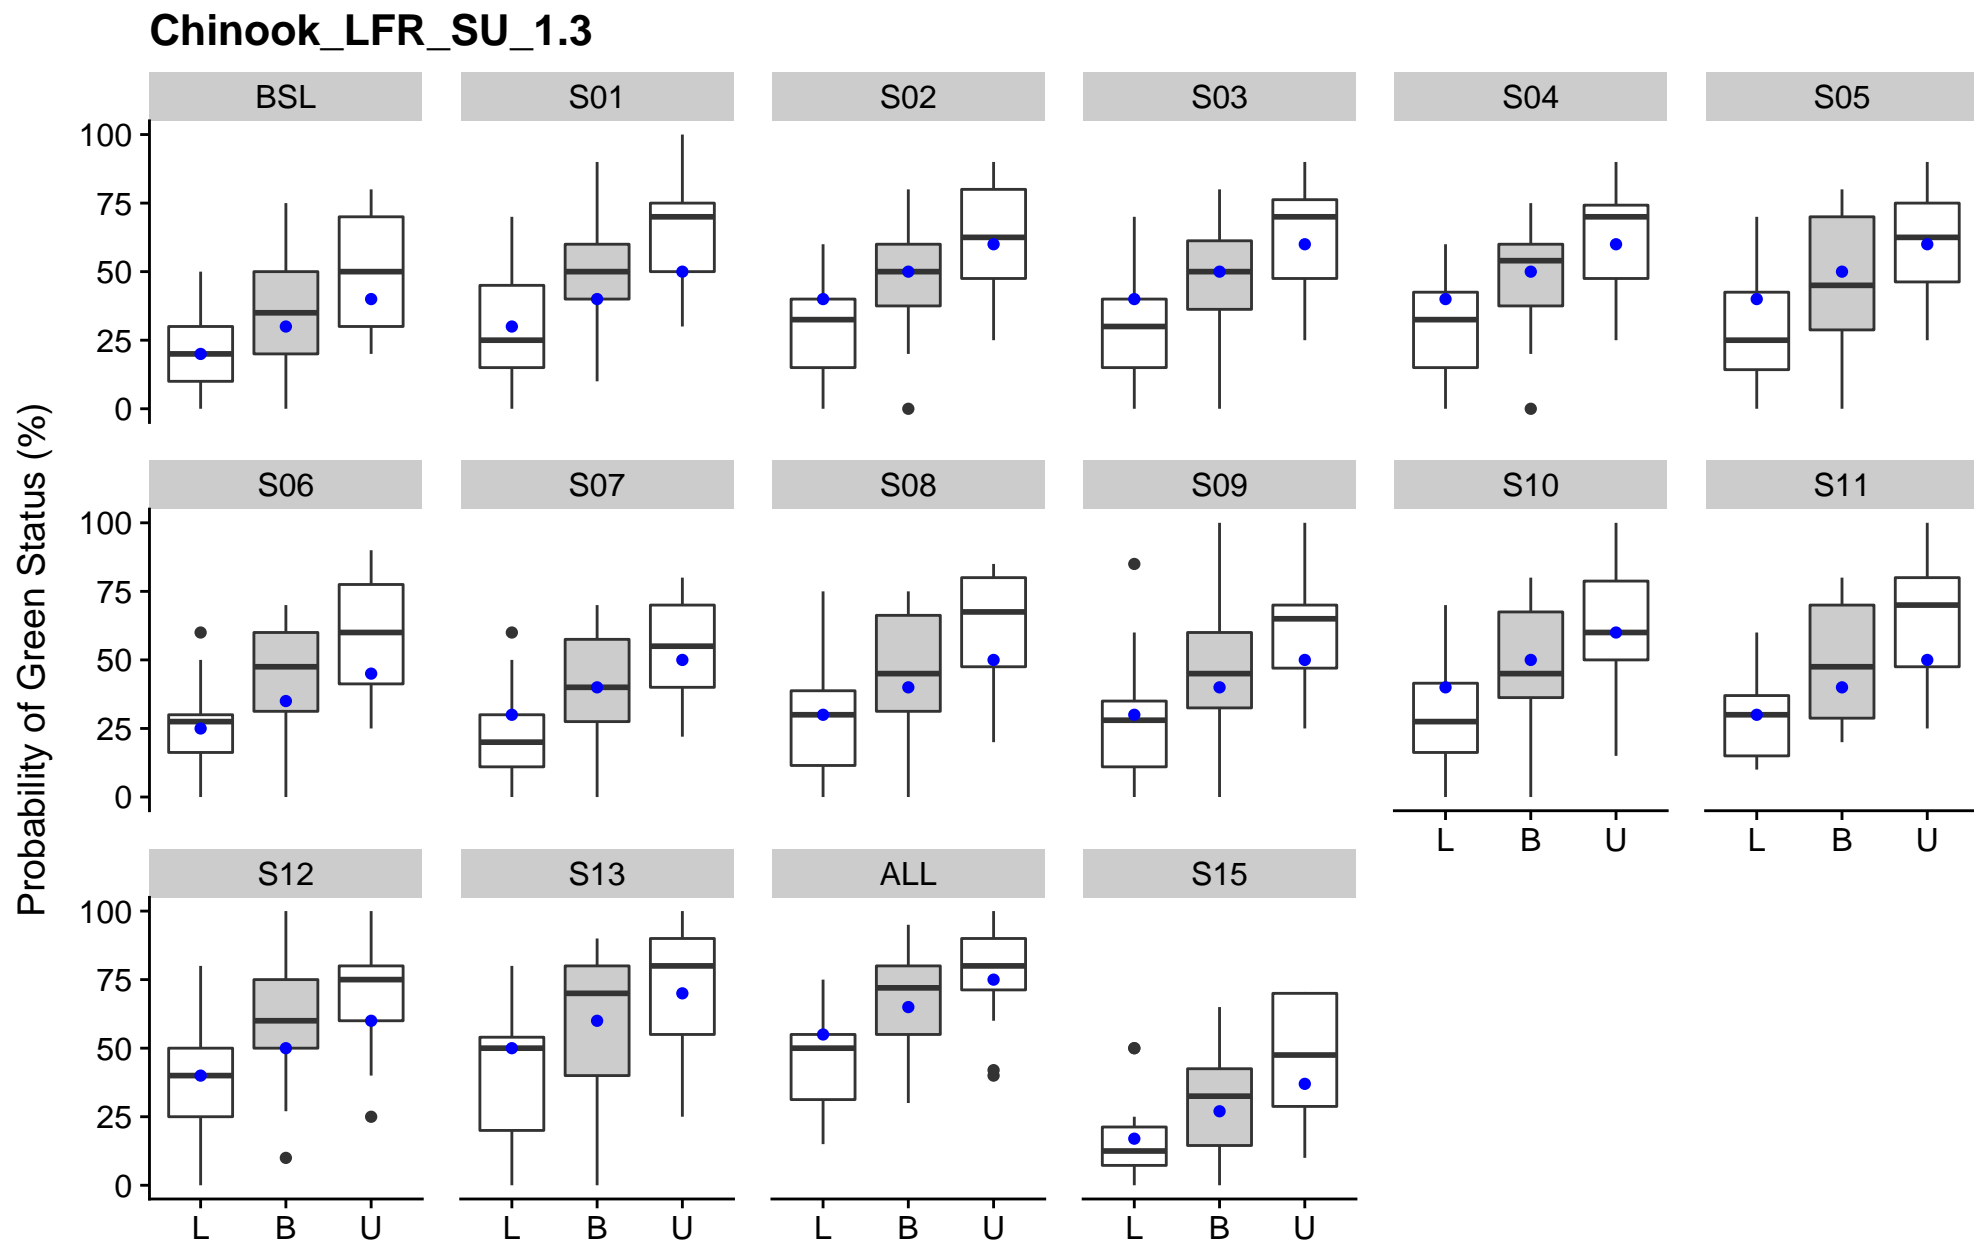 Chinook_LFR_SU_1.3
BSL S01 S02 S03 S04 S05
100
75
50
25
0
S06 S07 S08 S09 S10 S11
100
75
50
25
0
L B U L B U
S12 S13 ALL S15
100
75
50
25
0
L B U L B U L B U L B U
Probability of Green Status (%)